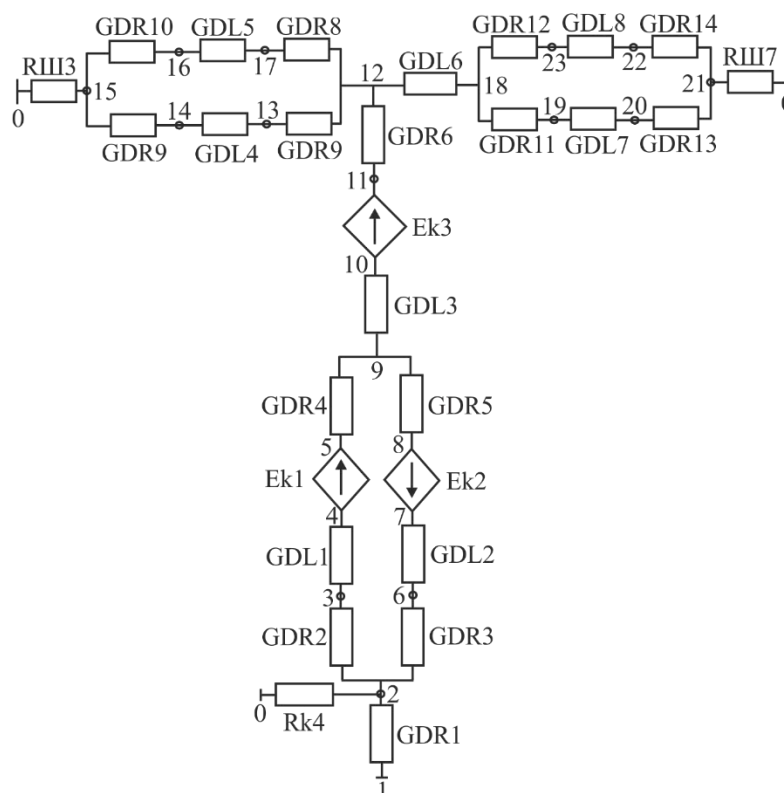 GDR10 GDL5 GDR8
GDR12 GDL8 GDR14
RШ3
16 17
12 GDL6
23 22
RШ7
15
18
21
0
14 13
19 20
0
GDR9 GDL4 GDR9
GDR6
GDR11 GDL7 GDR13
11
Ek3
10
GDL3
9
GDR4 GDR5
5 8
Ek1 Ek2
4 7
GDL1 GDL2
3 6
GDR2 GDR3
2
0 Rk4
GDR1
1